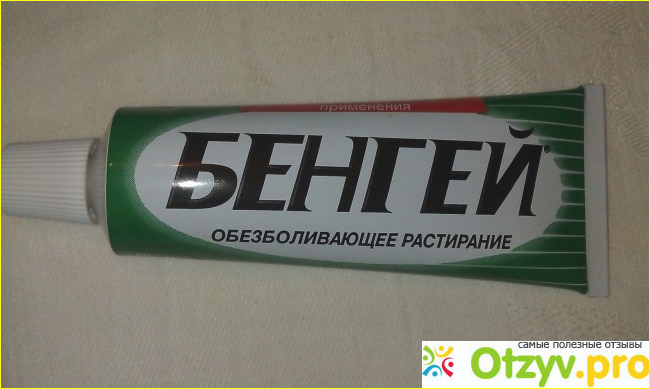 применения
БЕНГЕЙ®
ОБЕЗБОЛИВАЮЩЕЕ РАСТИРАНИЕ
самые полезные отзывы
Otzyv.pro